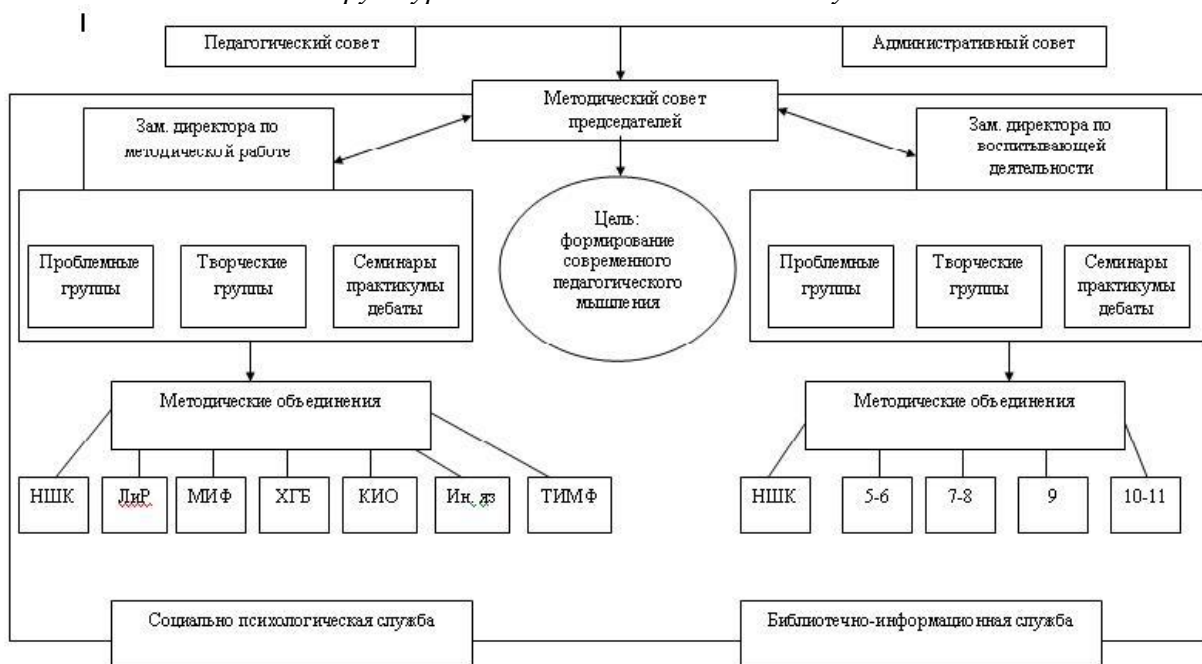 Педагогический совет
Административный совет
Методический совет
председателей
Зам. директора по
методической работе
Зам. директора по
воспитывающей
деятельности
Цель:
формирование
современного
педагогического
мышления
Проблемные
группы
Творческие
группы
Семинары
практикумы
дебаты
Проблемные
группы
Творческие
группы
Семинары
практикумы
дебаты
Методические объединения
Методические объединения
НШК
ЛиР
МИФ
ХГБ
КИО
Ин. яз
ТИМФ
НШК
5-6
7-8
9
10-11
Социально психологическая служба
Библиотечно-информационная служба